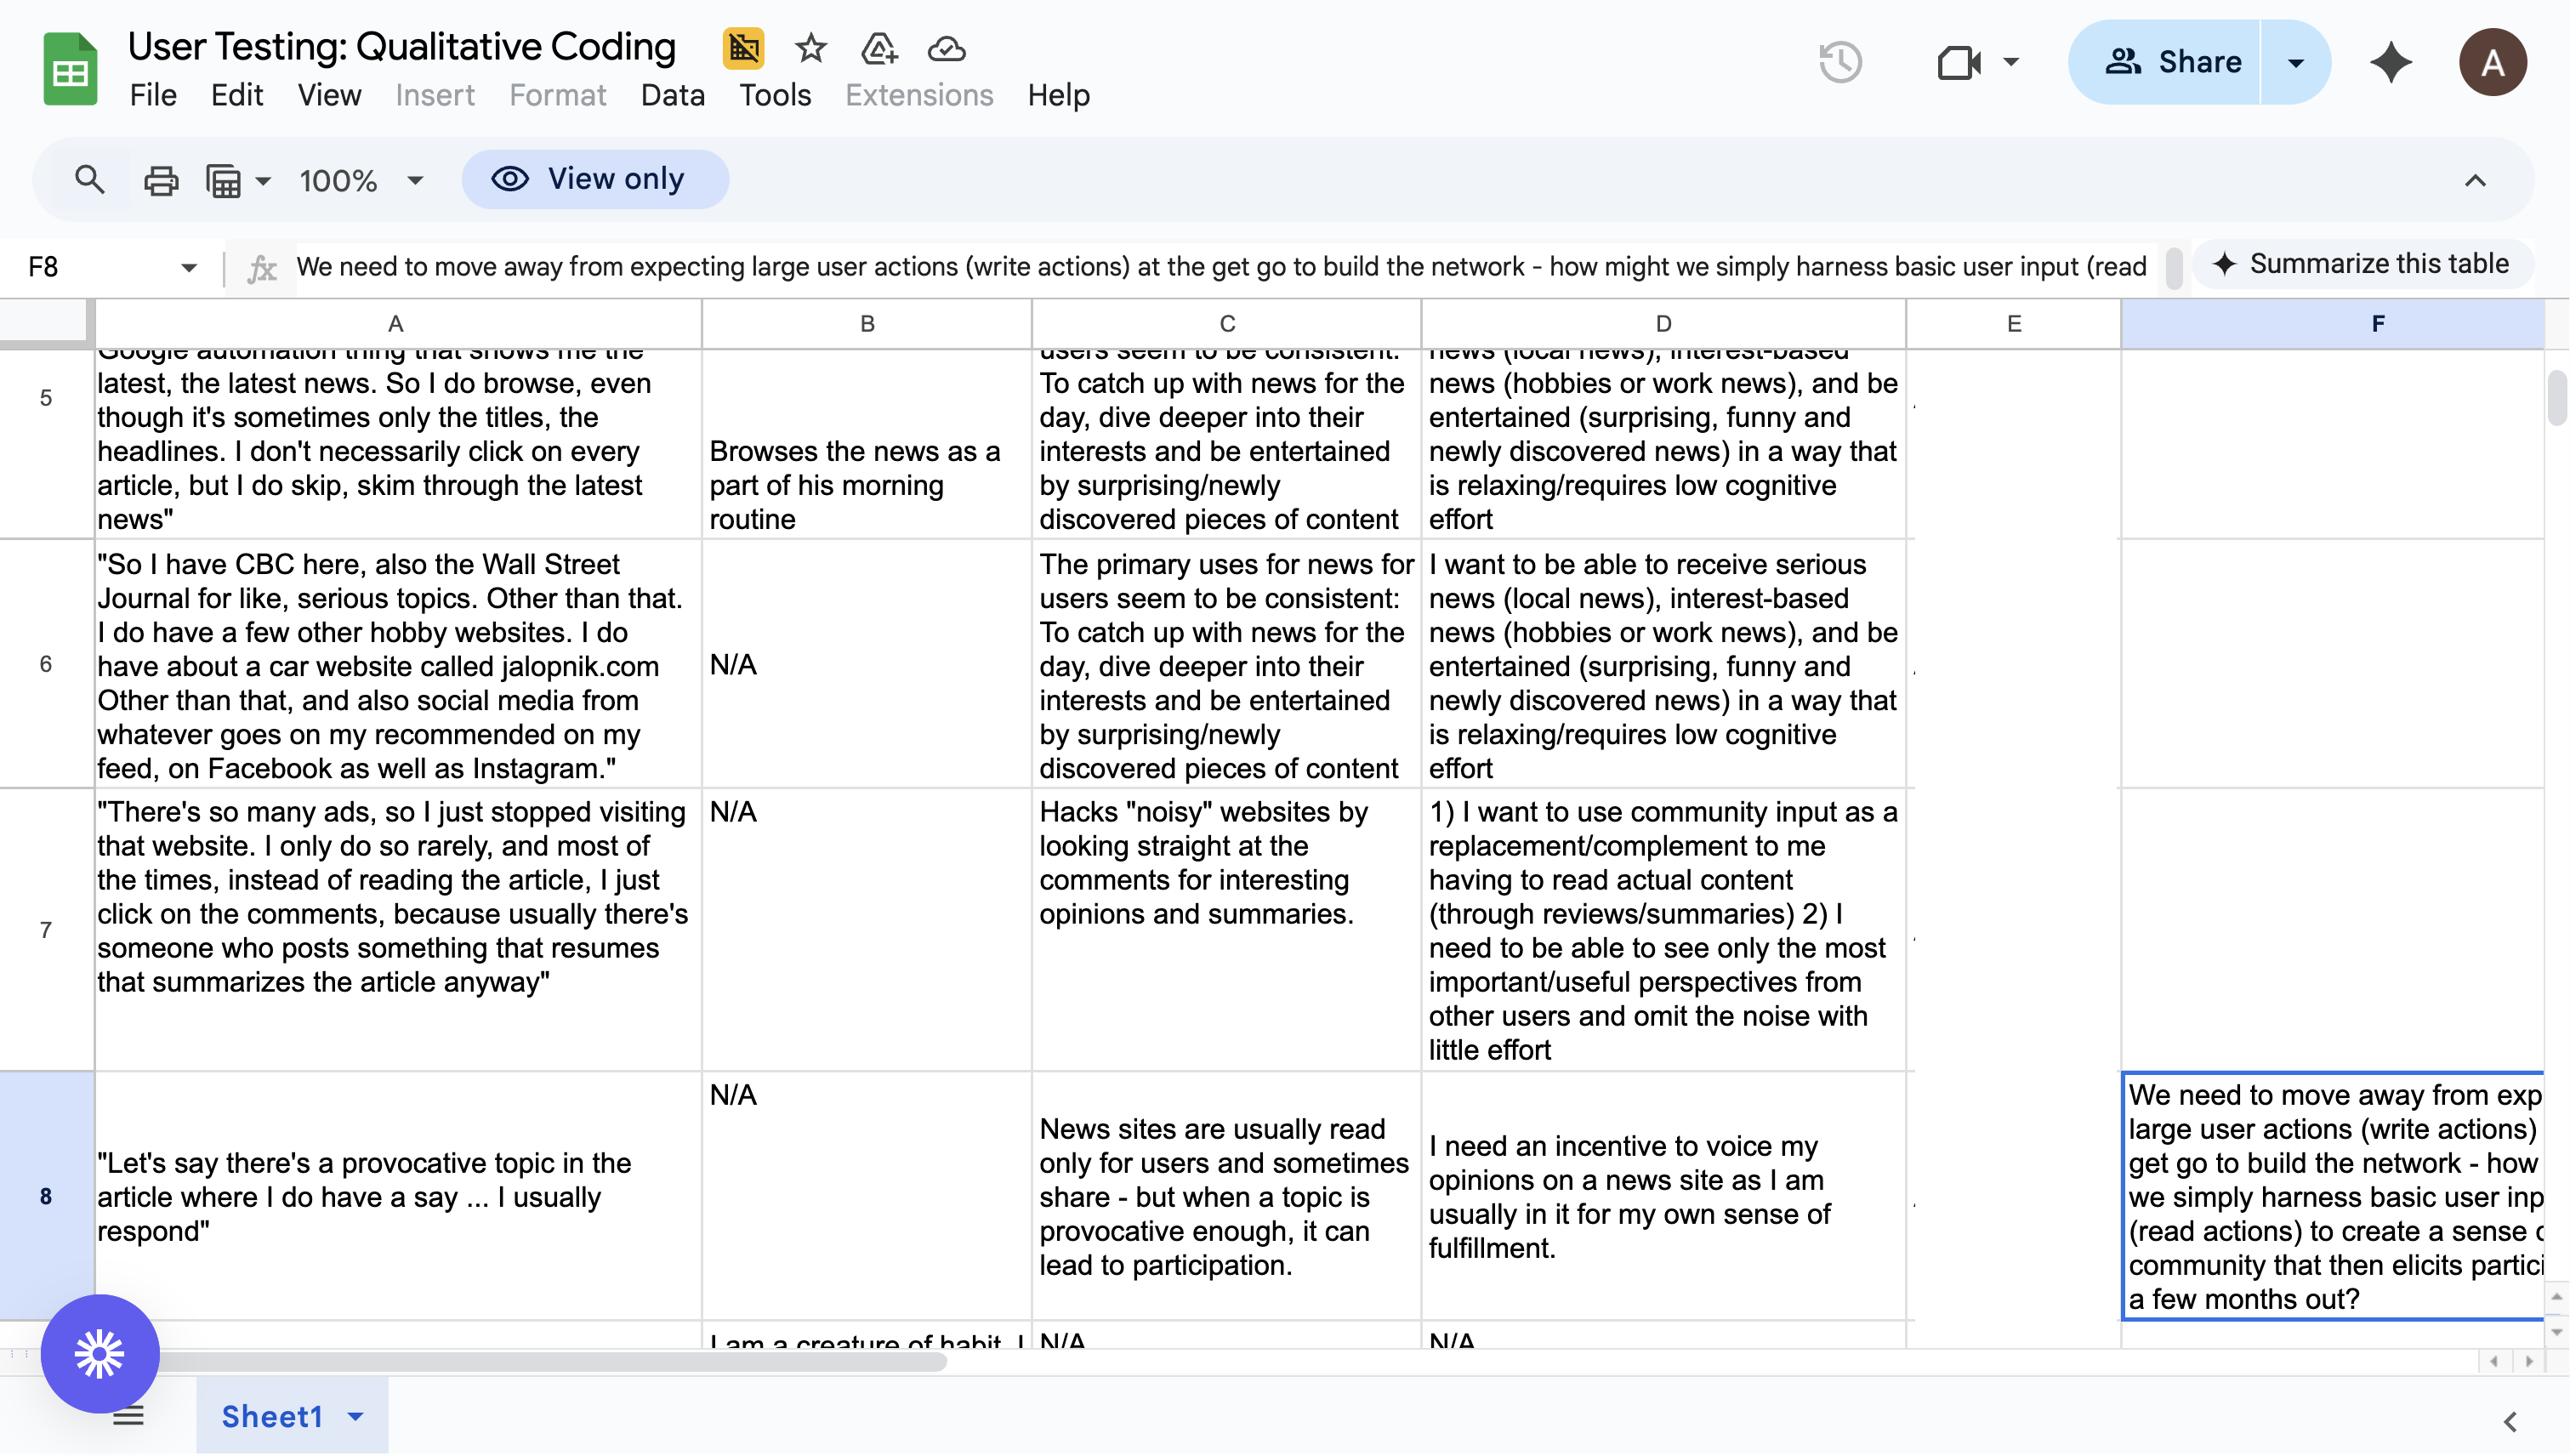 User Testing: Qualitative Coding
File Edit View Insert Format Data Tools Extensions Help
Share
A
100%
View only
F8
fx
We need to move away from expecting large user actions (write actions) at the get go to build the network - how might we simply harness basic user input (read
Summarize this table
A B C D E F
5
Google automation thing that shows me the
latest, the latest news. So I do browse, even
though it's sometimes only the titles, the
headlines. I don't necessarily click on every
article, but I do skip, skim through the latest
news"
Browses the news as a
part of his morning
routine
users seem to be consistent:
To catch up with news for the
day, dive deeper into their
interests and be entertained
by surprising/newly
discovered pieces of content
news (local news), interest-based
news (hobbies or work news), and be
entertained (surprising, funny and
newly discovered news) in a way that
is relaxing/requires low cognitive
effort
6
"So I have CBC here, also the Wall Street
Journal for like, serious topics. Other than that.
I do have a few other hobby websites. I do
have about a car website called jalopnik.com
Other than that, and also social media from
whatever goes on my recommended on my
feed, on Facebook as well as Instagram."
N/A
The primary uses for news for
users seem to be consistent:
To catch up with news for the
day, dive deeper into their
interests and be entertained
by surprising/newly
discovered pieces of content
I want to be able to receive serious
news (local news), interest-based
news (hobbies or work news), and be
entertained (surprising, funny and
newly discovered news) in a way that
is relaxing/requires low cognitive
effort
7
"There's so many ads, so I just stopped visiting
that website. I only do so rarely, and most of
the times, instead of reading the article, I just
click on the comments, because usually there's
someone who posts something that resumes
that summarizes the article anyway"
N/A
Hacks "noisy" websites by
looking straight at the
comments for interesting
opinions and summaries.
1) I want to use community input as a
replacement/complement to me
having to read actual content
(through reviews/summaries) 2) I
need to be able to see only the most
important/useful perspectives from
other users and omit the noise with
little effort
8
"Let's say there's a provocative topic in the
article where I do have a say ... I usually
respond"
N/A
News sites are usually read
only for users and sometimes
share - but when a topic is
provocative enough, it can
lead to participation.
I need an incentive to voice my
opinions on a news site as I am
usually in it for my own sense of
fulfillment.
We need to move away from exp
large user actions (write actions)
get go to build the network - how
we simply harness basic user inp
(read actions) to create a sense
community that then elicits partici
a few months out?
I am a creature of habit. I
N/A
N/A
Sheet1